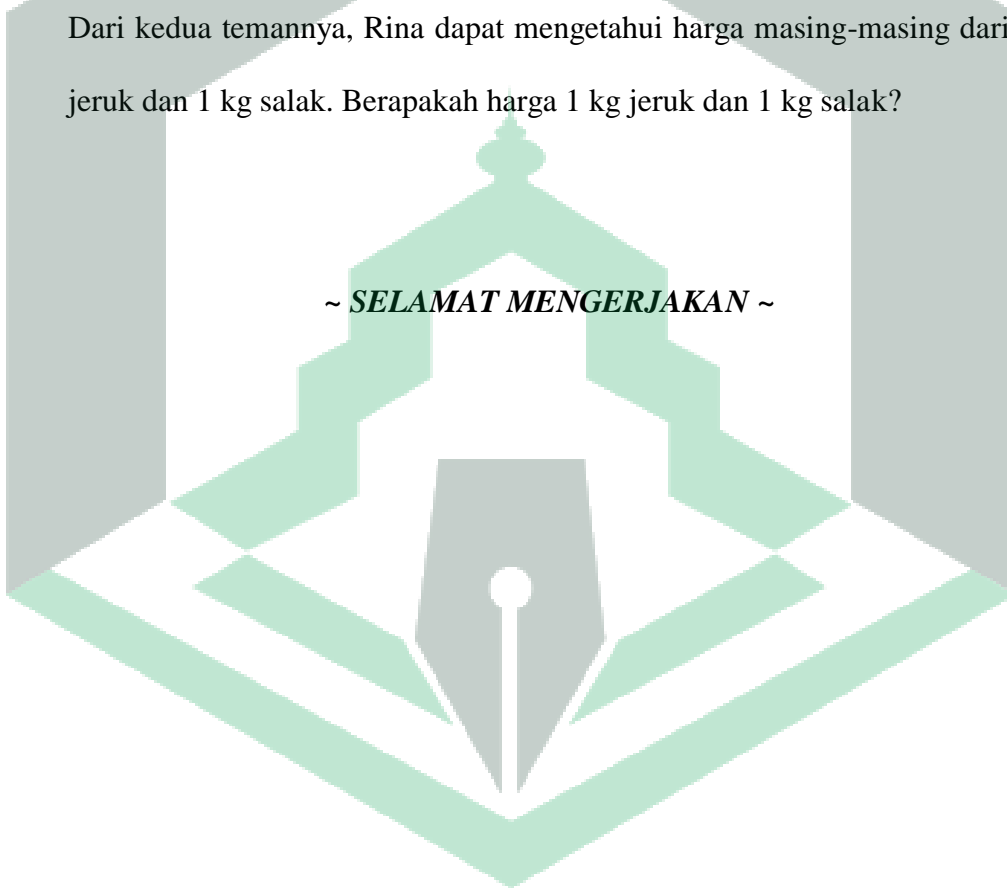 Dari kedua temannya, Rina dapat mengetahui harga masing-masing dari
jeruk dan 1 kg salak. Berapakah harga 1 kg jeruk dan 1 kg salak?
~ SELAMAT MENGERJAKAN ~